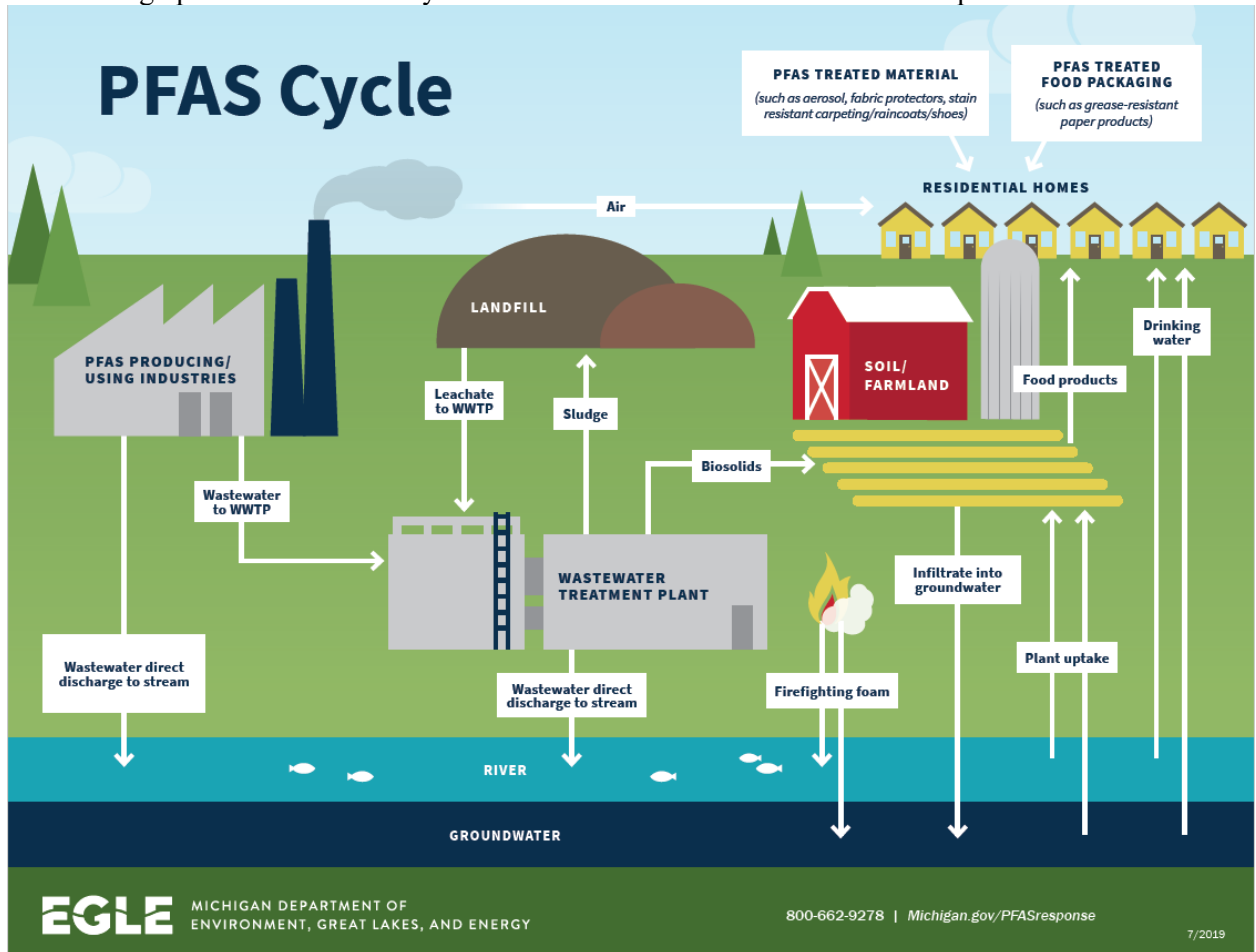 PFAS Cycle
PFAS TREATED MATERIAL
(such as aerosol, fabric protectors, stain
resistant carpeting/raincoats/shoes)
PFAS TREATED
FOOD PACKAGING
(such as grease-resistant
paper products)
RESIDENTIAL HOMES
Air
LANDFILL
PFAS PRODUCING/
USING INDUSTRIES
SOIL/
FARMLAND
Drinking
water
Food products
Leachate
to WWTP
Sludge
Biosolids
Wastewater
to WWTP
WASTEWATER
TREATMENT PLANT
Infiltrate into
groundwater
Plant uptake
Wastewater direct
discharge to stream
Wastewater direct
discharge to stream
Firefighting foam
RIVER
GROUNDWATER
EGLE
MICHIGAN DEPARTMENT OF
ENVIRONMENT, GREAT LAKES, AND ENERGY
800-662-9278 | Michigan.gov/PFASresponse
7/2019